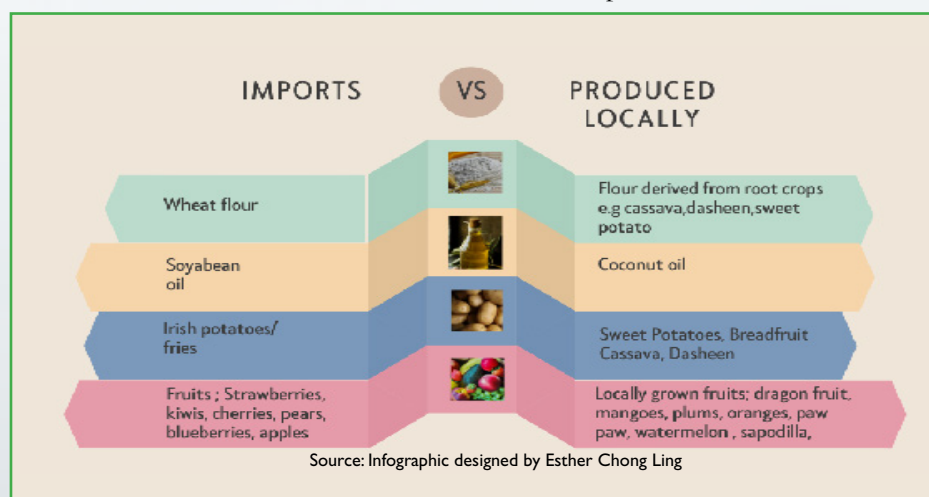 IMPORTS
VS
PRODUCED
LOCALLY
Wheat flour
Flour derived from root crops
e.g cassava,dasheen,sweet
potato
Soyabean
oil
Coconut oil
Irish potatoes/
fries
Sweet Potatoes, Breadfruit
Cassava, Dasheen
Fruits ; Strawberries,
kiwis, cherries, pears,
blueberries, apples
Locally grown fruits; dragon fruit,
mangoes, plums, oranges, paw
paw, watermelon , sapodilla,
Source: Infographic designed by Esther Chong Ling